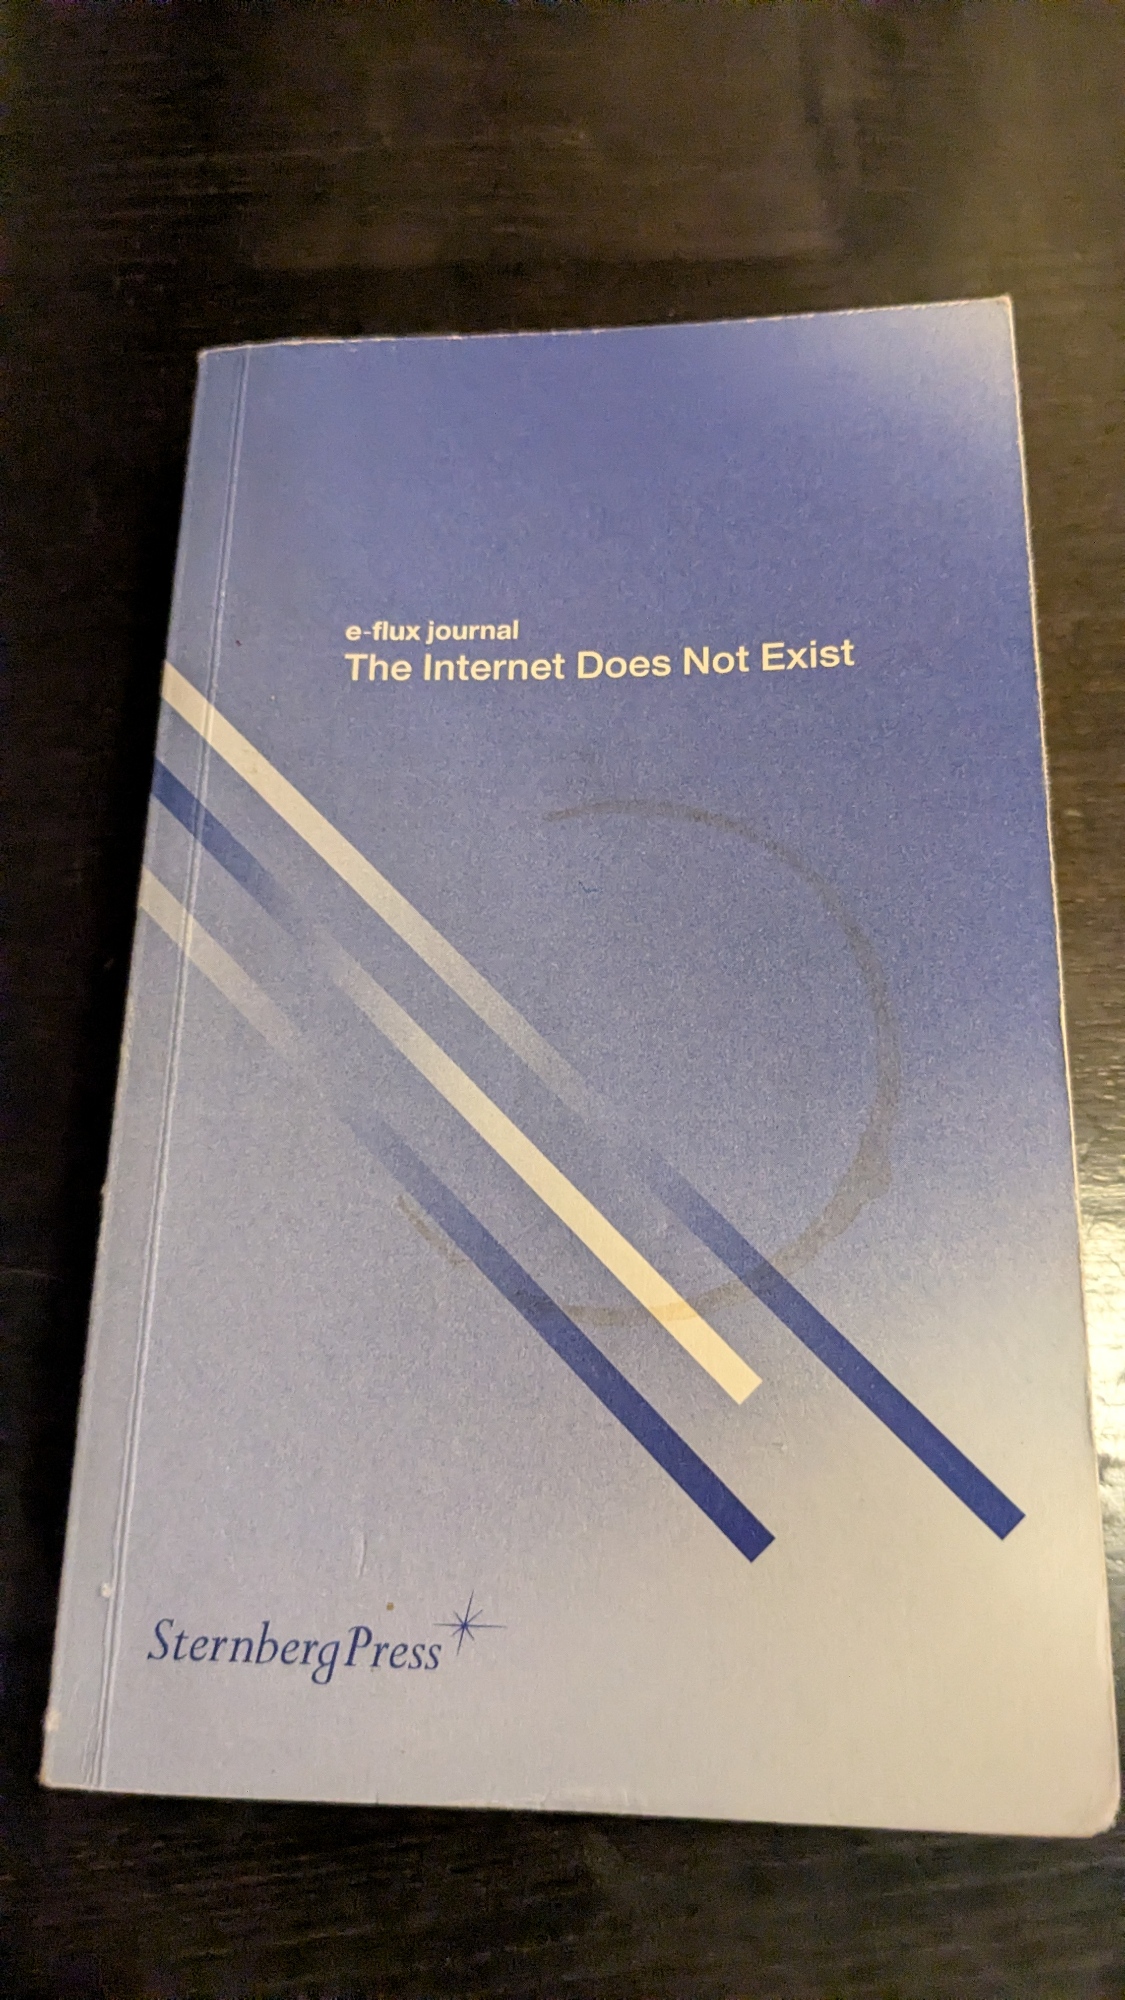 e-flux journal
The Internet Does Not Exist
SternbergPress